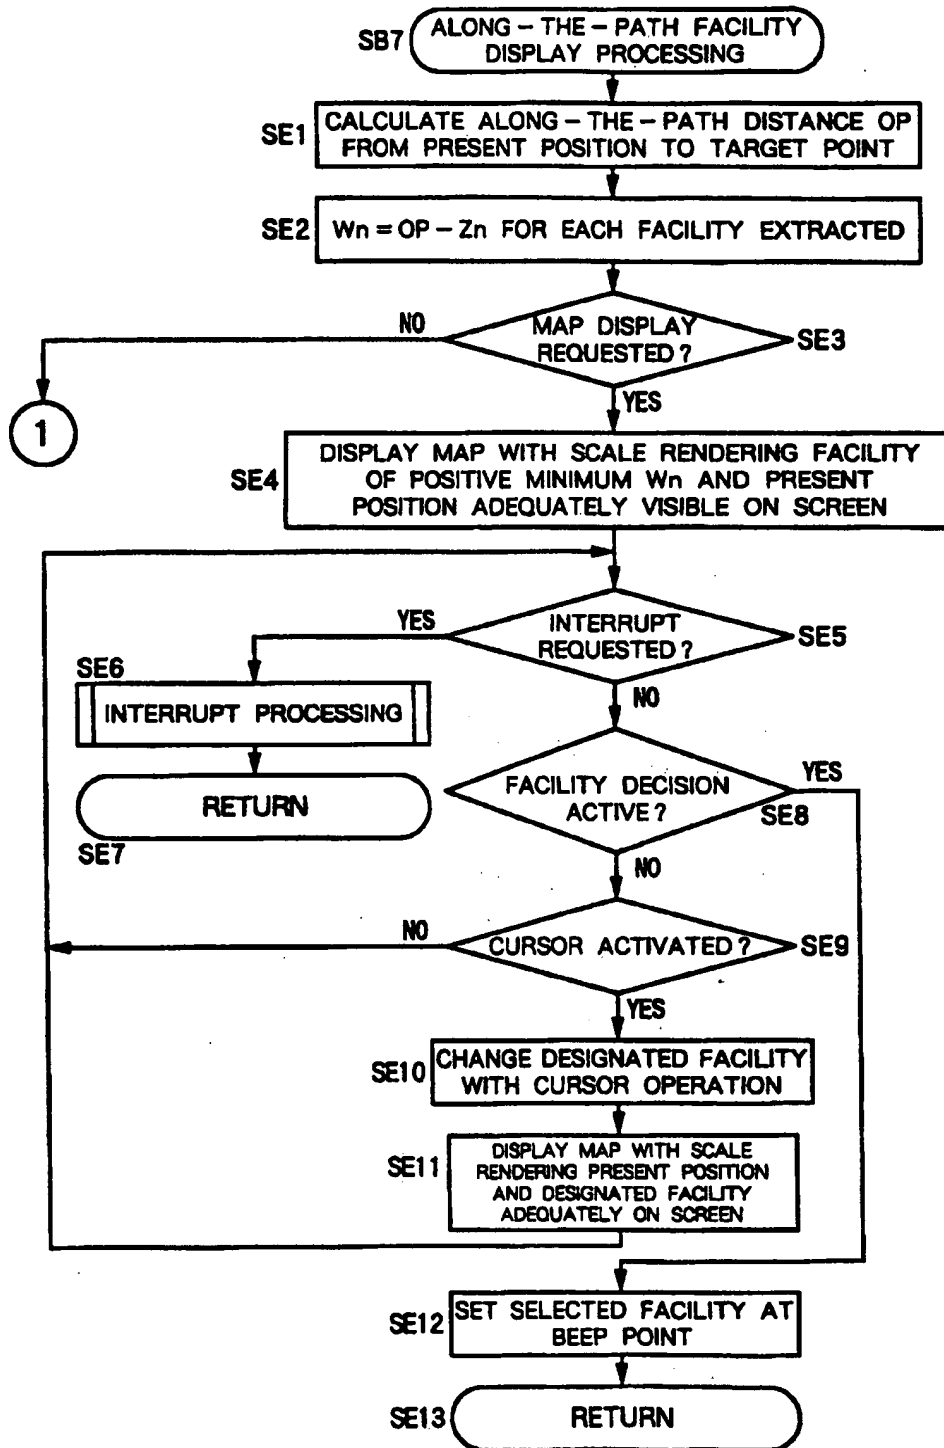 SB7
ALONG-THE-PATH FACILITY
DISPLAY PROCESSING
SE1
CALCULATE ALONG-THE-PATH DISTANCE OP
FROM PRESENT POSITION TO TARGET POINT
SE2
Wn = OP - Zn FOR EACH FACILITY EXTRACTED
NO
MAP DISPLAY
REQUESTED?
SE3
YES
1
SE4
DISPLAY MAP WITH SCALE RENDERING FACILITY
OF POSITIVE MINIMUM Wn AND PRESENT
POSITION ADEQUATELY VISIBLE ON SCREEN
YES
INTERRUPT
REQUESTED?
SE5
SE6
INTERRUPT PROCESSING
NO
RETURN
SE7
FACILITY DECISION
ACTIVE?
YES
SE8
NO
NO
CURSOR ACTIVATED?
SE9
YES
SE10
CHANGE DESIGNATED FACILITY
WITH CURSOR OPERATION
SE11
DISPLAY MAP WITH SCALE
RENDERING PRESENT POSITION
AND DESIGNATED FACILITY
ADEQUATELY ON SCREEN
SE12
SET SELECTED FACILITY AT
BEEP POINT
SE13
RETURN